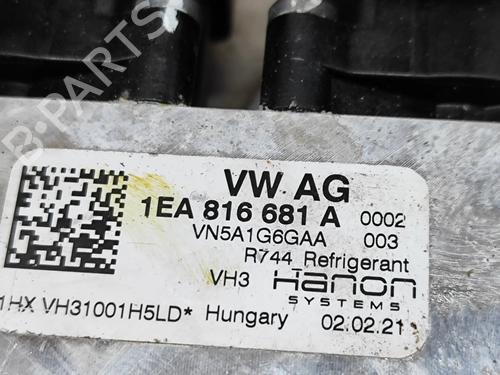 B-PARTS
VW AG
1EA 816 681 A 0002
VN5A1G6GAA 003
R744 Refrigerant
VH3 Hanon
SYSTEMS
1HX VH31001H5LD* Hungary 02.02.21